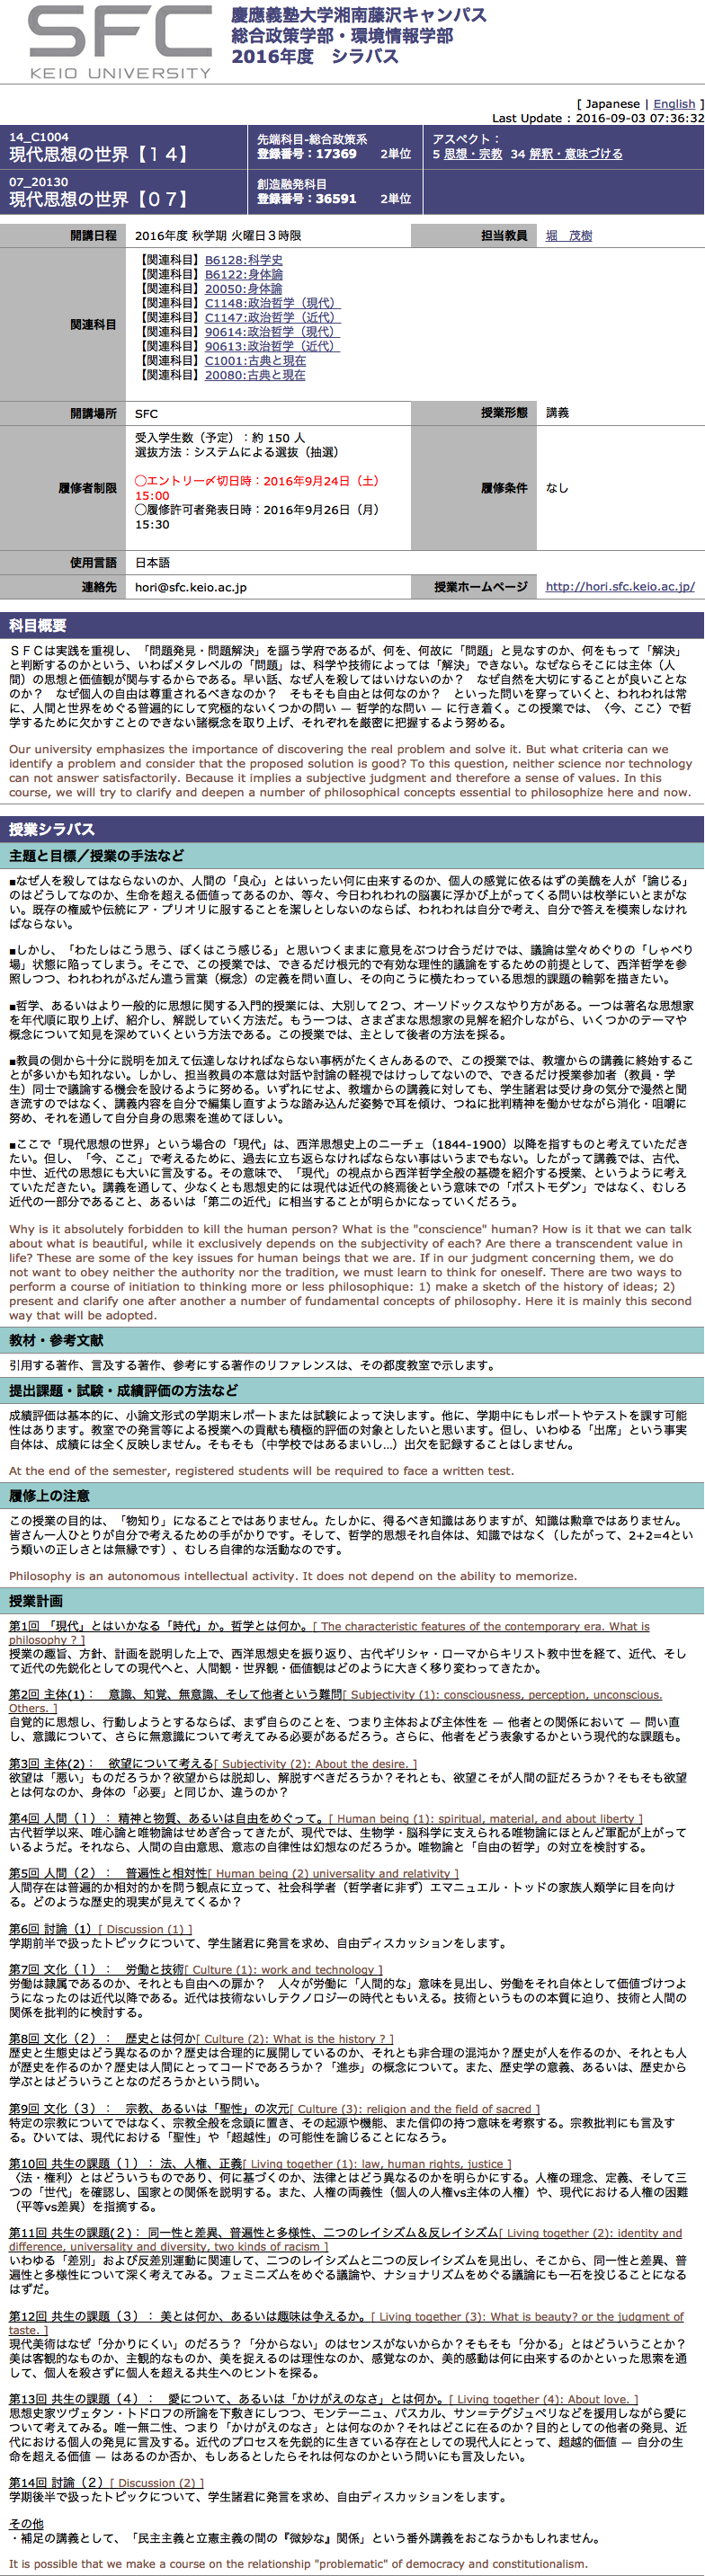 SFC
KEIO UNIVERSITY
慶應義塾大学湘南藤沢キャンパス
総合政策学部・環境情報学部
2016年度　シラバス
[ Japanese | English ]
Last Update : 2016-09-03 07:36:32
14_C1004
現代思想の世界【１４】
先端科目-総合政策系
登録番号：17369　2単位
アスペクト：
5 思想・宗教 34 解釈・意味づける
07_20130
現代思想の世界【０７】
創造融発科目
登録番号：36591　2単位
開講日程 2016年度 秋学期 火曜日３時限 担当教員 堀　茂樹
関連科目
【関連科目】B6128:科学史
【関連科目】B6122:身体論
【関連科目】20050:身体論
【関連科目】C1148:政治哲学（現代）
【関連科目】C1147:政治哲学（近代）
【関連科目】90614:政治哲学（現代）
【関連科目】90613:政治哲学（近代）
【関連科目】C1001:古典と現在
【関連科目】20080:古典と現在
開講場所 SFC 授業形態 講義
履修者制限
受入学生数（予定）：約 150 人
選抜方法：システムによる選抜（抽選）
◯エントリー〆切日時：2016年9月24日（土）
15:00
◯履修許可者発表日時：2016年9月26日（月）
15:30
履修条件 なし
使用言語 日本語
連絡先 hori@sfc.keio.ac.jp 授業ホームページ http://hori.sfc.keio.ac.jp/
科目概要
ＳＦＣは実践を重視し、「問題発見・問題解決」を謳う学府であるが、何を、何故に「問題」と見なすのか、何をもって「解決」
と判断するのかという、いわばメタレベルの「問題」は、科学や技術によっては「解決」できない。なぜならそこには主体（人
間）の思想と価値観が関与するからである。早い話、なぜ人を殺してはいけないのか？　なぜ自然を大切にすることが良いことな
のか？　なぜ個人の自由は尊重されるべきなのか？　そもそも自由とは何なのか？　といった問いを穿っていくと、われわれは常
に、人間と世界をめぐる普遍的にして究極的ないくつかの問い — 哲学的な問い — に行き着く。この授業では、〈今、ここ〉で哲
学するために欠かすことのできない諸概念を取り上げ、それぞれを厳密に把握するよう努める。
Our university emphasizes the importance of discovering the real problem and solve it. But what criteria can we
identify a problem and consider that the proposed solution is good? To this question, neither science nor technology
can not answer satisfactorily. Because it implies a subjective judgment and therefore a sense of values. In this
course, we will try to clarify and deepen a number of philosophical concepts essential to philosophize here and now.
授業シラバス
主題と目標／授業の手法など
■なぜ人を殺してはならないのか、人間の「良心」とはいったい何に由来するのか、個人の感覚に依るはずの美醜を人が「論じる」
のはどうしてなのか、生命を超える価値ってあるのか、等々、今日われわれの脳裏に浮かび上がってくる問いは枚挙にいとまがな
い。既存の権威や伝統にア・プリオリに服することを潔しとしないのならば、われわれは自分で考え、自分で答えを模索しなけれ
ばならない。
■しかし、「わたしはこう思う、ぼくはこう感じる」と思いつくままに意見をぶつけ合うだけでは、議論は堂々めぐりの「しゃべり
場」状態に陥ってしまう。そこで、この授業では、できるだけ根元的で有効な理性的議論をするための前提として、西洋哲学を参
照しつつ、われわれがふだん遣う言葉（概念）の定義を問い直し、その向こうに横たわっている思想的課題の輪郭を描きたい。
■哲学、あるいはより一般的に思想に関する入門的授業には、大別して２つ、オーソドックスなやり方がある。一つは著名な思想家
を年代順に取り上げ、紹介し、解説していく方法だ。もう一つは、さまざまな思想家の見解を紹介しながら、いくつかのテーマや
概念について知見を深めていくという方法である。この授業では、主として後者の方法を採る。
■教員の側から十分に説明を加えて伝達しなければならない事柄がたくさんあるので、この授業では、教壇からの講義に終始するこ
とが多いかも知れない。しかし、担当教員の本意は対話や討論の軽視ではけっしてないので、できるだけ授業参加者（教員・学
生）同士で議論する機会を設けるように努める。いずれにせよ、教壇からの講義に対しても、学生諸君は受け身の気分で漫然と聞
き流すのではなく、講義内容を自分で編集し直すような踏み込んだ姿勢で耳を傾け、つねに批判精神を働かせながら消化・咀嚼に
努め、それを通して自分自身の思索を進めてほしい。
■ここで「現代思想の世界」という場合の「現代」は、西洋思想史上のニーチェ（1844-1900）以降を指すものと考えていただき
たい。但し、「今、ここ」で考えるために、過去に立ち返らなければならない事はいうまでもない。したがって講義では、古代、
中世、近代の思想にも大いに言及する。その意味で、「現代」の視点から西洋哲学全般の基礎を紹介する授業、というように考え
ていただきたい。講義を通して、少なくとも思想史的には現代は近代の終焉後という意味での「ポストモダン」ではなく、むしろ
近代の一部分であること、あるいは「第二の近代」に相当することが明らかになっていくだろう。
Why is it absolutely forbidden to kill the human person? What is the "conscience" human? How is it that we can talk
about what is beautiful, while it exclusively depends on the subjectivity of each? Are there a transcendent value in
life? These are some of the key issues for human beings that we are. If in our judgment concerning them, we do
not want to obey neither the authority nor the tradition, we must learn to think for oneself. There are two ways to
perform a course of initiation to thinking more or less philosophique: 1) make a sketch of the history of ideas; 2)
present and clarify one after another a number of fundamental concepts of philosophy. Here it is mainly this second
way that will be adopted.
教材・参考文献
引用する著作、言及する著作、参考にする著作のリファレンスは、その都度教室で示します。
提出課題・試験・成績評価の方法など
成績評価は基本的に、小論文形式の学期末レポートまたは試験によって決します。他に、学期中にもレポートやテストを課す可能
性はあります。教室での発言等による授業への貢献も積極的評価の対象としたいと思います。但し、いわゆる「出席」という事実
自体は、成績には全く反映しません。そもそも（中学校ではあるまいし…）出欠を記録することはしません。
At the end of the semester, registered students will be required to face a written test.
履修上の注意
この授業の目的は、「物知り」になることではありません。たしかに、得るべき知識はありますが、知識は勲章ではありません。
皆さん一人ひとりが自分で考えるための手がかりです。そして、哲学的思想それ自体は、知識ではなく（したがって、2+2=4とい
う類いの正しさとは無縁です）、むしろ自律的な活動なのです。
Philosophy is an autonomous intellectual activity. It does not depend on the ability to memorize.
授業計画
第1回 「現代」とはいかなる「時代」か。哲学とは何か。[ The characteristic features of the contemporary era. What is
philosophy ? ]
授業の趣旨、方針、計画を説明した上で、西洋思想史を振り返り、古代ギリシャ・ローマからキリスト教中世を経て、近代、そし
て近代の先鋭化としての現代へと、人間観・世界観・価値観はどのように大きく移り変わってきたか。
第2回 主体(1)：　意識、知覚、無意識、そして他者という難問[ Subjectivity (1): consciousness, perception, unconscious.
Others. ]
自覚的に思想し、行動しようとするならば、まず自らのことを、つまり主体および主体性を — 他者との関係において — 問い直
し、意識について、さらに無意識について考えてみる必要があるだろう。さらに、他者をどう表象するかという現代的な課題も。
第3回 主体(2)：　欲望について考える[ Subjectivity (2): About the desire. ]
欲望は「悪い」ものだろうか？欲望からは脱却し、解脱すべきだろうか？それとも、欲望こそが人間の証だろうか？そもそも欲望
とは何なのか、身体の「必要」と同じか、違うのか？
第4回 人間（１）：精神と物質、あるいは自由をめぐって。[ Human being (1): spiritual, material, and about liberty ]
古代哲学以来、唯心論と唯物論はせめぎ合ってきたが、現代では、生物学・脳科学に支えられる唯物論にほとんど軍配が上がって
いるようだ。それなら、人間の自由意思、意志の自律性は幻想なのだろうか。唯物論と「自由の哲学」の対立を検討する。
第5回 人間（２）：　普遍性と相対性[ Human being (2) universality and relativity ]
人間存在は普遍的か相対的かを問う観点に立って、社会科学者（哲学者に非ず）エマニュエル・トッドの家族人類学に目を向け
る。どのような歴史的現実が見えてくるか？
第6回 討論（1）[ Discussion (1) ]
学期前半で扱ったトピックについて、学生諸君に発言を求め、自由ディスカッションをします。
第7回 文化（１）：　労働と技術[ Culture (1): work and technology ]
労働は隷属であるのか、それとも自由への扉か？　人々が労働に「人間的な」意味を見出し、労働をそれ自体として価値づけつよ
うになったのは近代以降である。近代は技術ないしテクノロジーの時代ともいえる。技術というものの本質に迫り、技術と人間の
関係を批判的に検討する。
第8回 文化（２）：　歴史とは何か[ Culture (2): What is the history ? ]
歴史と生態史はどう異なるのか？歴史は合理的に展開しているのか、それとも非合理の混沌か？歴史が人を作るのか、それとも人
が歴史を作るのか？歴史は人間にとってコードであろうか？「進歩」の概念について。また、歴史学の意義、あるいは、歴史から
学ぶとはどういうことなのだろうかという問い。
第9回 文化（３）：　宗教、あるいは「聖性」の次元[ Culture (3): religion and the field of sacred ]
特定の宗教についてではなく、宗教全般を念頭に置き、その起源や機能、また信仰の持つ意味を考察する。宗教批判にも言及す
る。ひいては、現代における「聖性」や「超越性」の可能性を論じることになろう。
第10回 共生の課題（１）：法、人権、正義[ Living together (1): law, human rights, justice ]
〈法・権利〉とはどういうものであり、何に基づくのか、法律とはどう異なるのかを明らかにする。人権の理念、定義、そして三
つの「世代」を確認し、国家との関係を説明する。また、人権の両義性（個人の人権vs主体の人権）や、現代における人権の困難
（平等vs差異）を指摘する。
第11回 共生の課題(２)：同一性と差異、普遍性と多様性、二つのレイシズム＆反レイシズム[ Living together (2): identity and
difference, universality and diversity, two kinds of racism ]
いわゆる「差別」および反差別運動に関連して、二つのレイシズムと二つの反レイシズムを見出し、そこから、同一性と差異、普
遍性と多様性について深く考えてみる。フェミニズムをめぐる議論や、ナショナリズムをめぐる議論にも一石を投じることになる
はずだ。
第12回 共生の課題（３）：美とは何か、あるいは趣味は争えるか。[ Living together (3): What is beauty? or the judgment of
taste. ]
現代美術はなぜ「分かりにくい」のだろう？「分からない」のはセンスがないからか？そもそも「分かる」とはどういうことか？
美は客観的なものか、主観的なものか、美を捉えるのは理性なのか、感覚なのか、美的感動は何に由来するのかといった思索を通
して、個人を殺さずに個人を超える共生へのヒントを探る。
第13回 共生の課題（４）：　愛について、あるいは「かけがえのなさ」とは何か。[ Living together (4): About love. ]
思想史家ツヴェタン・トドロフの所論を下敷きにしつつ、モンテーニュ、パスカル、サン＝テグジュペリなどを援用しながら愛に
ついて考えてみる。唯一無二性、つまり「かけがえのなさ」とは何なのか？それはどこに在るのか？目的としての他者の発見、近
代における個人の発見に言及する。近代のプロセスを先鋭的に生きている存在としての現代人にとって、超越的価値 — 自分の生
命を超える価値 — はあるのか否か、もしあるとしたらそれは何なのかという問いにも言及したい。
第14回 討論（２）[ Discussion (2) ]
学期後半で扱ったトピックについて、学生諸君に発言を求め、自由ディスカッションをします。
その他
・補足の講義として、「民主主義と立憲主義の間の『微妙な』関係」という番外講義をおこなうかもしれません。
It is possible that we make a course on the relationship "problematic" of democracy and constitutionalism.